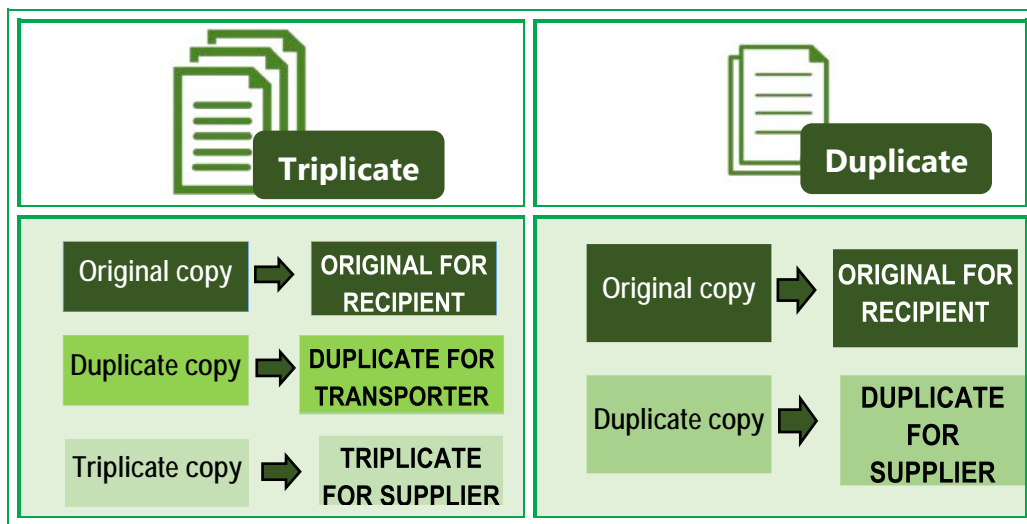 Triplicate
Duplicate
Original copy
ORIGINAL FOR
RECIPIENT
Duplicate copy
DUPLICATE FOR
TRANSPORTER
Triplicate copy
TRIPLICATE
FOR SUPPLIER
Original copy
ORIGINAL FOR
RECIPIENT
Duplicate copy
DUPLICATE
FOR
SUPPLIER